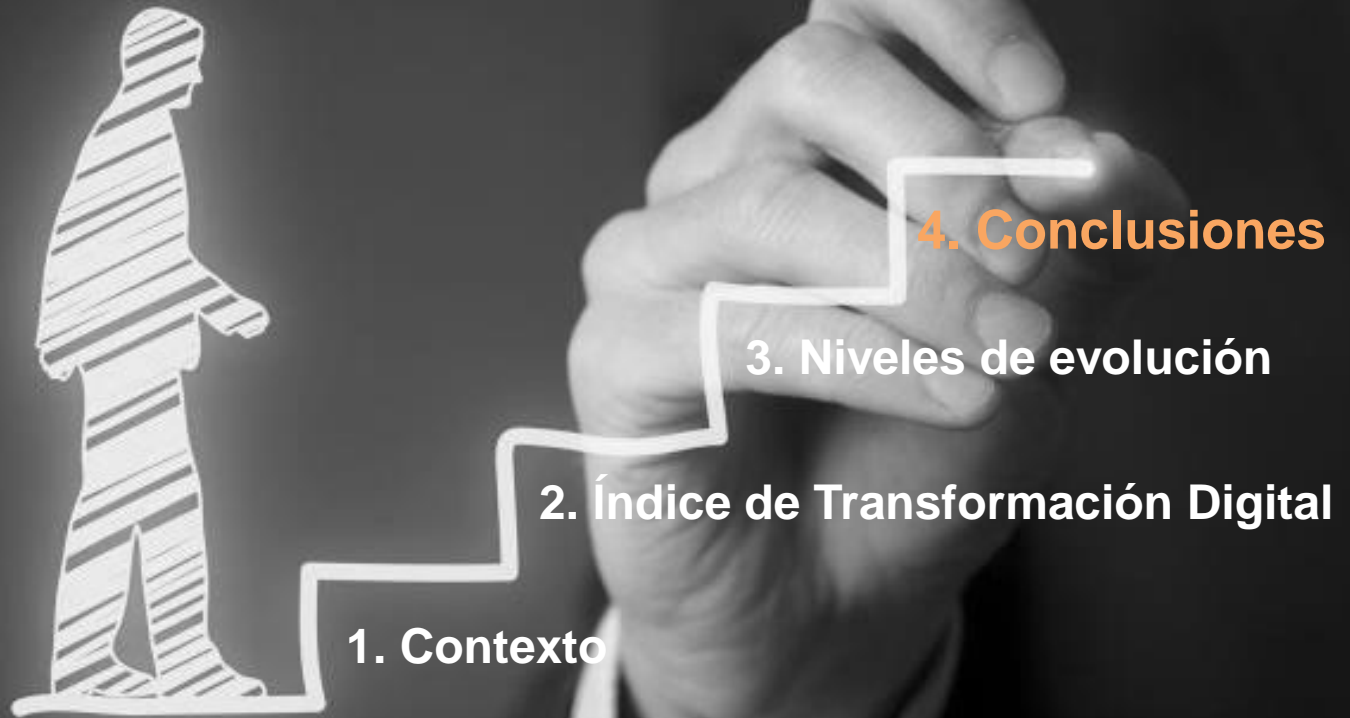 4. Conclusiones
3. Niveles de evolución
2. Índice de Transformación Digital
1. Contexto